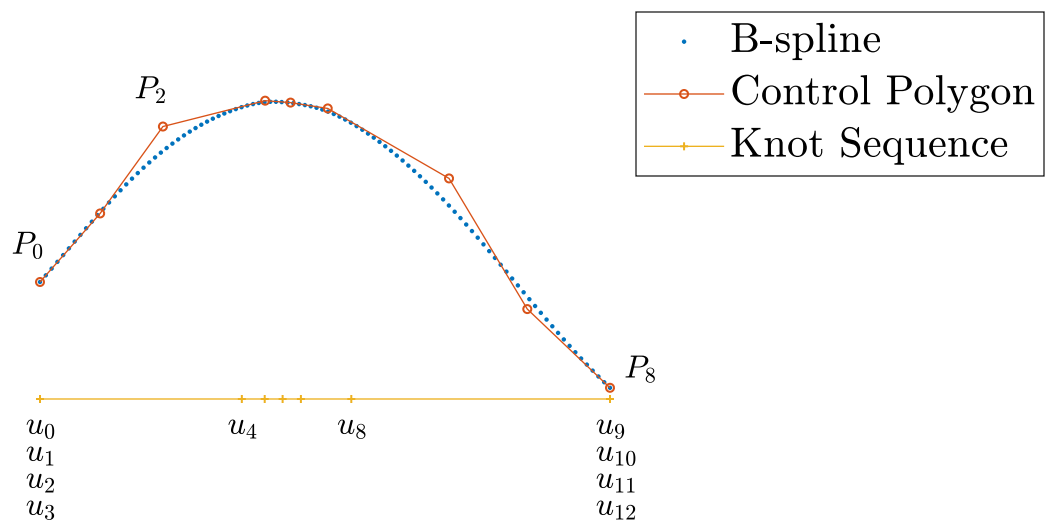 B-spline
Control Polygon
Knot Sequence
P₂
P₀
P₈
u₀ u₄ u₈ u₉
u₁ u₁₀
u₂ u₁₁
u₃ u₁₂